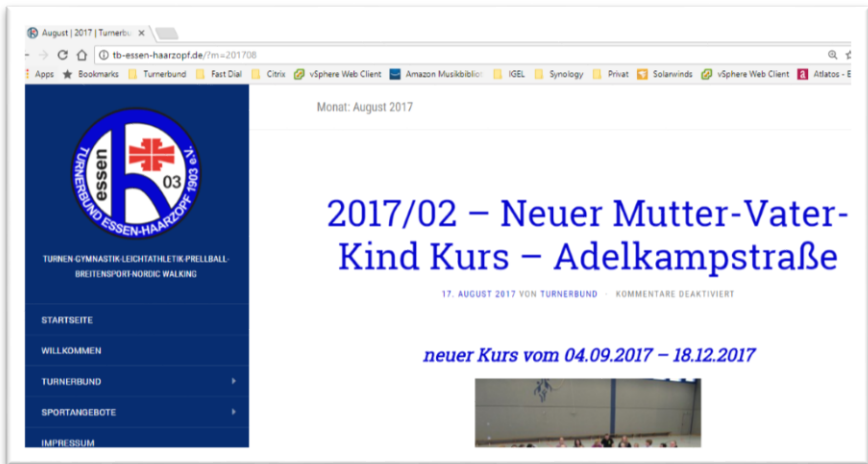 August | 2017 | Turnerbu
tb-essen-haarzopf.de/?m=201708
Apps Bookmarks Turnerbund Fast Dial Citrix vSphere Web Client Amazon Musikbiblio IGEL Synology Privat Solarwinds vSphere Web Client Atlatos - E
Monat: August 2017
TURNERBUND ESSEN-HAARZOPF 1903 e.V.
essen
h
03
TURNEN-GYMNASTIK-LEICHTATHLETIK-PRELLBALL-
BREITENSPORT-NORDIC WALKING
STARTSEITE
WILLKOMMEN
TURNERBUND
SPORTANGEBOTE
IMPRESSUM
2017/02 – Neuer Mutter-Vater-
Kind Kurs – Adelkampstraße
17. AUGUST 2017 VON TURNERBUND · KOMMENTARE DEAKTIVIERT
neuer Kurs vom 04.09.2017 – 18.12.2017